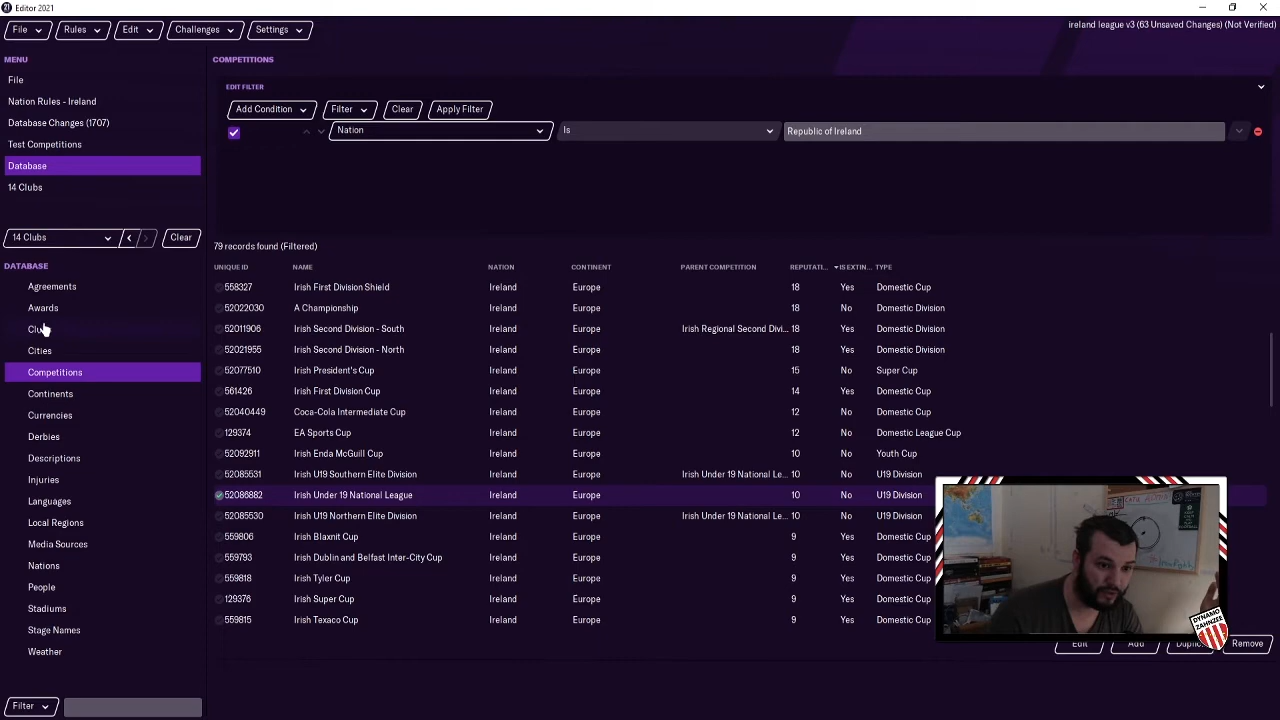 Editor 2021
File Rules Edit Challenges Settings
ireland league v3 (63 Unsaved Changes) (Not Verified)
MENU
File
Nation Rules - Ireland
Database Changes (1707)
Test Competitions
Database
14 Clubs
14 Clubs Clear
DATABASE
Agreements
Awards
Clu
Cities
Competitions
Continents
Currencies
Derbies
Descriptions
Injuries
Languages
Local Regions
Media Sources
Nations
People
Stadiums
Stage Names
Weather
Filter
COMPETITIONS
EDIT FILTER
Add Condition Filter Clear Apply Filter
Nation Is Republic of Ireland
79 records found (Filtered)
UNIQUE ID NAME NATION CONTINENT PARENT COMPETITION REPUTATI... IS EXTIN... TYPE
558327 Irish First Division Shield Ireland Europe 18 Yes Domestic Cup
52022030 A Championship Ireland Europe 18 No Domestic Division
52011906 Irish Second Division - South Ireland Europe Irish Regional Second Divi... 18 Yes Domestic Division
52021955 Irish Second Division - North Ireland Europe 18 Yes Domestic Division
52077510 Irish President's Cup Ireland Europe 15 No Super Cup
561426 Irish First Division Cup Ireland Europe 14 Yes Domestic Cup
52040449 Coca-Cola Intermediate Cup Ireland Europe 12 No Domestic Cup
129374 EA Sports Cup Ireland Europe 12 No Domestic League Cup
52092911 Irish Enda McGuill Cup Ireland Europe 10 No Youth Cup
52085531 Irish U19 Southern Elite Division Ireland Europe Irish Under 19 National Le... 10 No U19 Division
52086882 Irish Under 19 National League Ireland Europe 10 No U19 Division
52085530 Irish U19 Northern Elite Division Ireland Europe Irish Under 19 National Le... 10 No U19 Division
559806 Irish Blaxnit Cup Ireland Europe 9 Yes Domestic Cup
559793 Irish Dublin and Belfast Inter-City Cup Ireland Europe 9 Yes Domestic Cup
559818 Irish Tyler Cup Ireland Europe 9 Yes Domestic Cup
129376 Irish Super Cup Ireland Europe 9 Yes Domestic Cup
559815 Irish Texaco Cup Ireland Europe 9 Yes Domestic Cup
Edit Add Duplic Remove
DYNAMO
ZAHNZEE